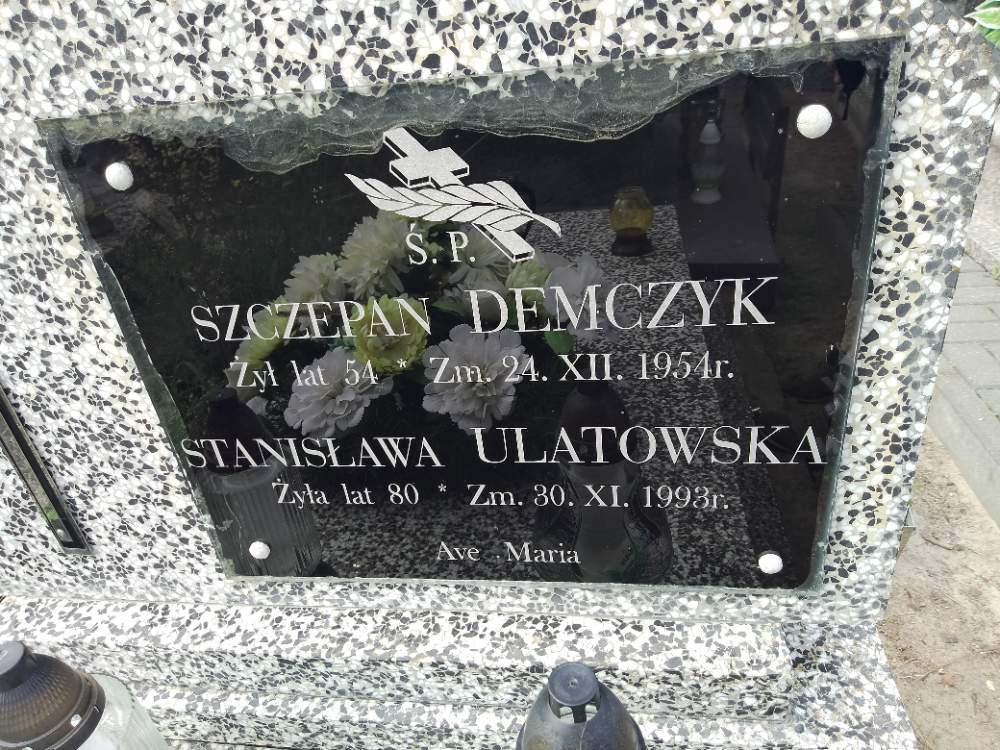 Ś. P.
SZCZEPAN DEMCZYK
Żył lat 54 * Zm. 24. XII. 1954r.
STANISŁAWA ULATOWSKA
Żyła lat 80 * Zm. 30. XI. 1993r.
Ave Maria